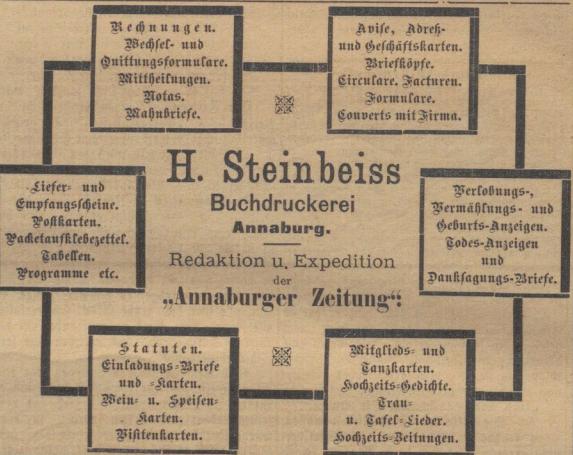 Rechnungen.
Wechsel- und
Quittungsformulare.
Mittheilungen.
Notas.
Mahnbriefe.
Avise, Adreß-
und Geschäftskarten.
Briefköpfe.
Circulare. Facturen.
Formulare.
Couverts mit Firma.
Liefer- und
Empfangsscheine.
Postkarten.
Packetaufklebezettel.
Tabellen.
Programme etc.
H. Steinbeiss
Buchdruckerei
Annaburg.
Redaktion u. Expedition
der
„Annaburger Zeitung“.
Verlobungs-,
Vermählungs- und
Geburts-Anzeigen.
Todes-Anzeigen
und
Danksagungs-Briefe.
Statuten.
Einladungs-Briefe
und -Karten.
Wein- u. Speisen-
Karten.
Visitenkarten.
Mitglieds- und
Tanzkarten.
Hochzeits-Gedichte.
Trau-
u. Tafel-Lieder.
Hochzeits-Zeitungen.